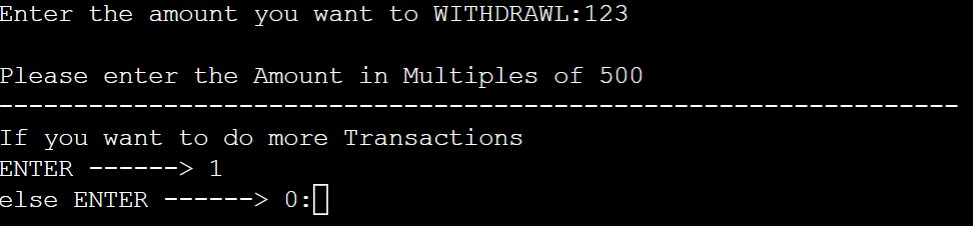 Enter the amount you want to WITHDRAWL:123
Please enter the Amount in Multiples of 500
----------------------------------------------------------------
If you want to do more Transactions
ENTER ------> 1
else ENTER ------> 0: